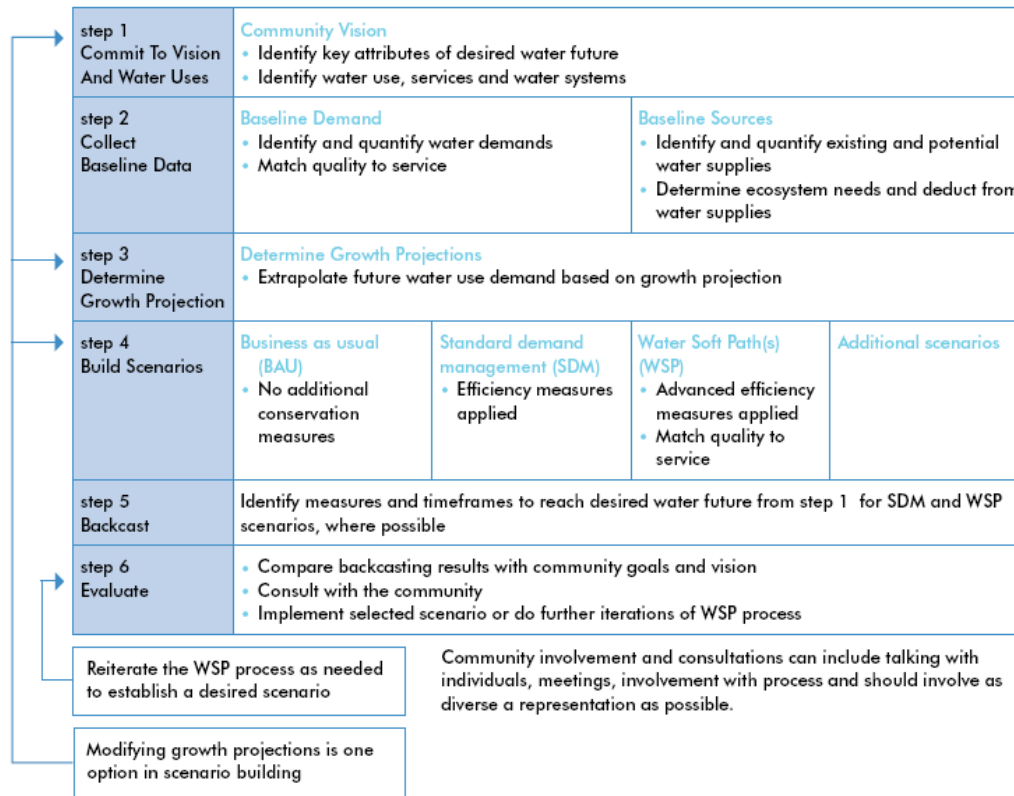 step 1
Commit To Vision
And Water Uses
Community Vision
• Identify key attributes of desired water future
• Identify water use, services and water systems
step 2
Collect
Baseline Data
Baseline Demand
• Identify and quantify water demands
• Match quality to service
Baseline Sources
• Identify and quantify existing and potential
water supplies
• Determine ecosystem needs and deduct from
water supplies
step 3
Determine
Growth Projection
Determine Growth Projections
• Extrapolate future water use demand based on growth projection
step 4
Build Scenarios
Business as usual
(BAU)
• No additional
conservation
measures
Standard demand
management (SDM)
• Efficiency measures
applied
Water Soft Path(s)
(WSP)
• Advanced efficiency
measures applied
• Match quality to
service
Additional scenarios
step 5
Backcast
Identify measures and timeframes to reach desired water future from step 1 for SDM and WSP
scenarios, where possible
step 6
Evaluate
• Compare backcasting results with community goals and vision
• Consult with the community
• Implement selected scenario or do further iterations of WSP process
Reiterate the WSP process as needed
to establish a desired scenario
Community involvement and consultations can include talking with
individuals, meetings, involvement with process and should involve as
diverse a representation as possible.
Modifying growth projections is one
option in scenario building